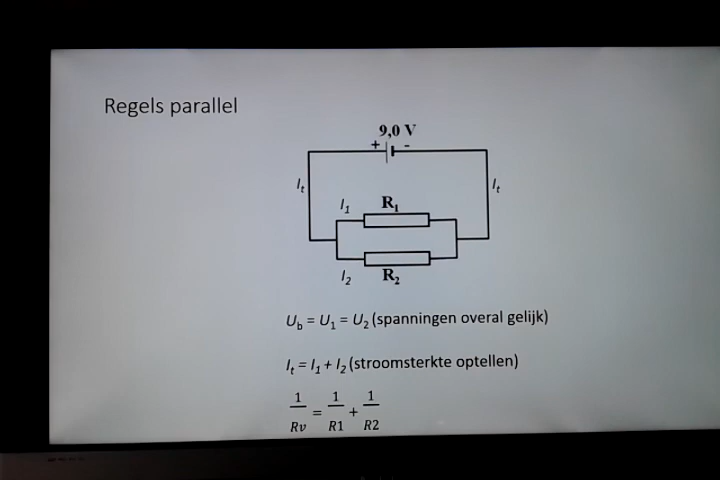 Regels parallel
9,0 V
+ -
Iₜ Iₜ
I₁ R₁
I₂ R₂
U_b = U₁ = U₂ (spanningen overal gelijk)
Iₜ = I₁ + I₂ (stroomsterkte optellen)
1/Rv = 1/R1 + 1/R2